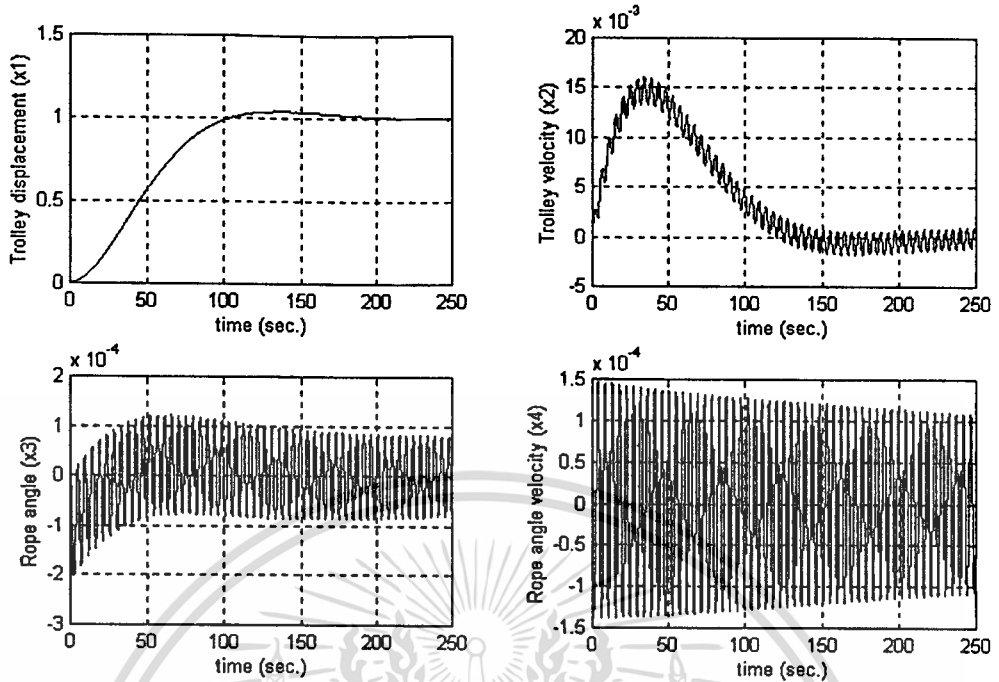 Trolley displacement (x1)
1.5
1
0.5
0
0 50 100 150 200 250
time (sec.)
x 10^-3
Trolley velocity (x2)
20
15
10
5
0
-5
0 50 100 150 200 250
time (sec.)
x 10^-4
Rope angle (x3)
2
1
0
-1
-2
-3
0 50 100 150 200 250
time (sec.)
x 10^-4
Rope angle velocity (x4)
1.5
1
0.5
0
-0.5
-1
-1.5
0 50 100 150 200 250
time (sec.)